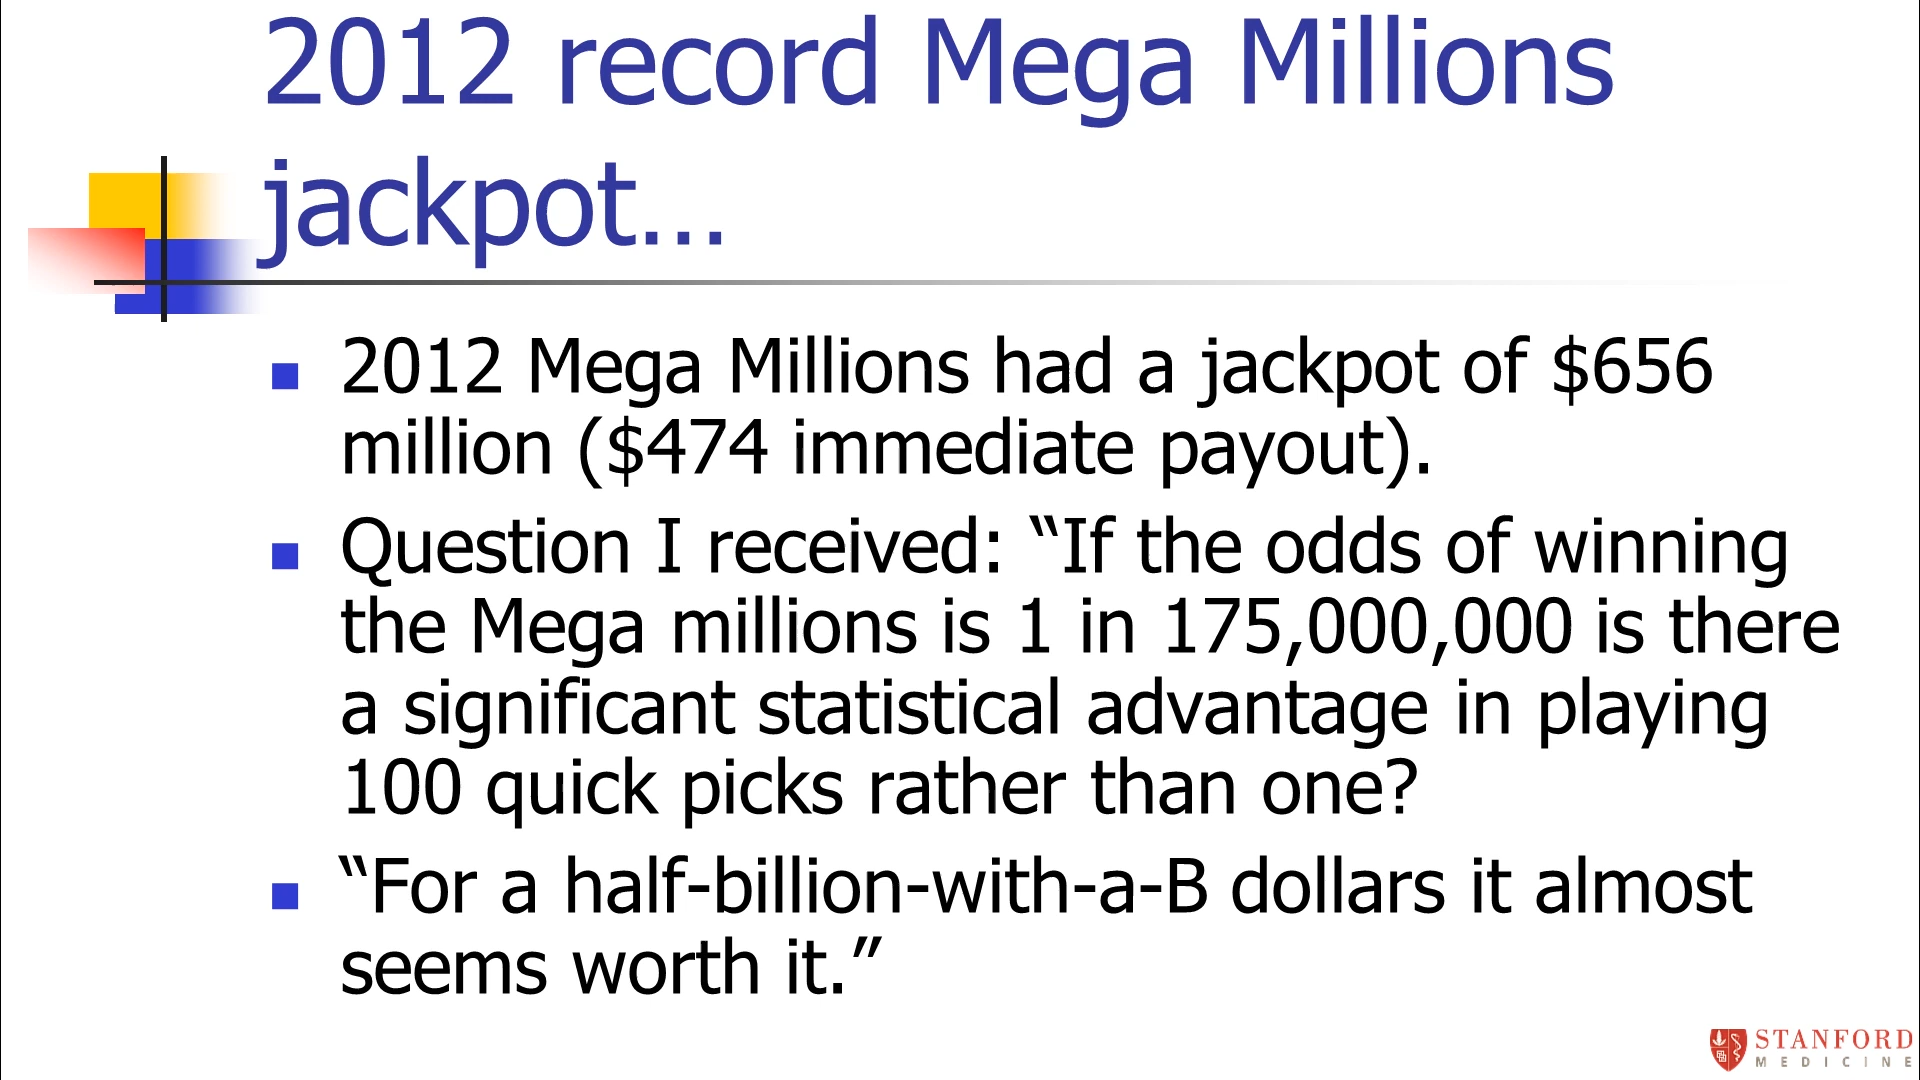 2012 record Mega Millions
jackpot…
2012 Mega Millions had a jackpot of $656
million ($474 immediate payout).
Question I received: “If the odds of winning
the Mega millions is 1 in 175,000,000 is there
a significant statistical advantage in playing
100 quick picks rather than one?
“For a half-billion-with-a-B dollars it almost
seems worth it.”
STANFORD
MEDICINE